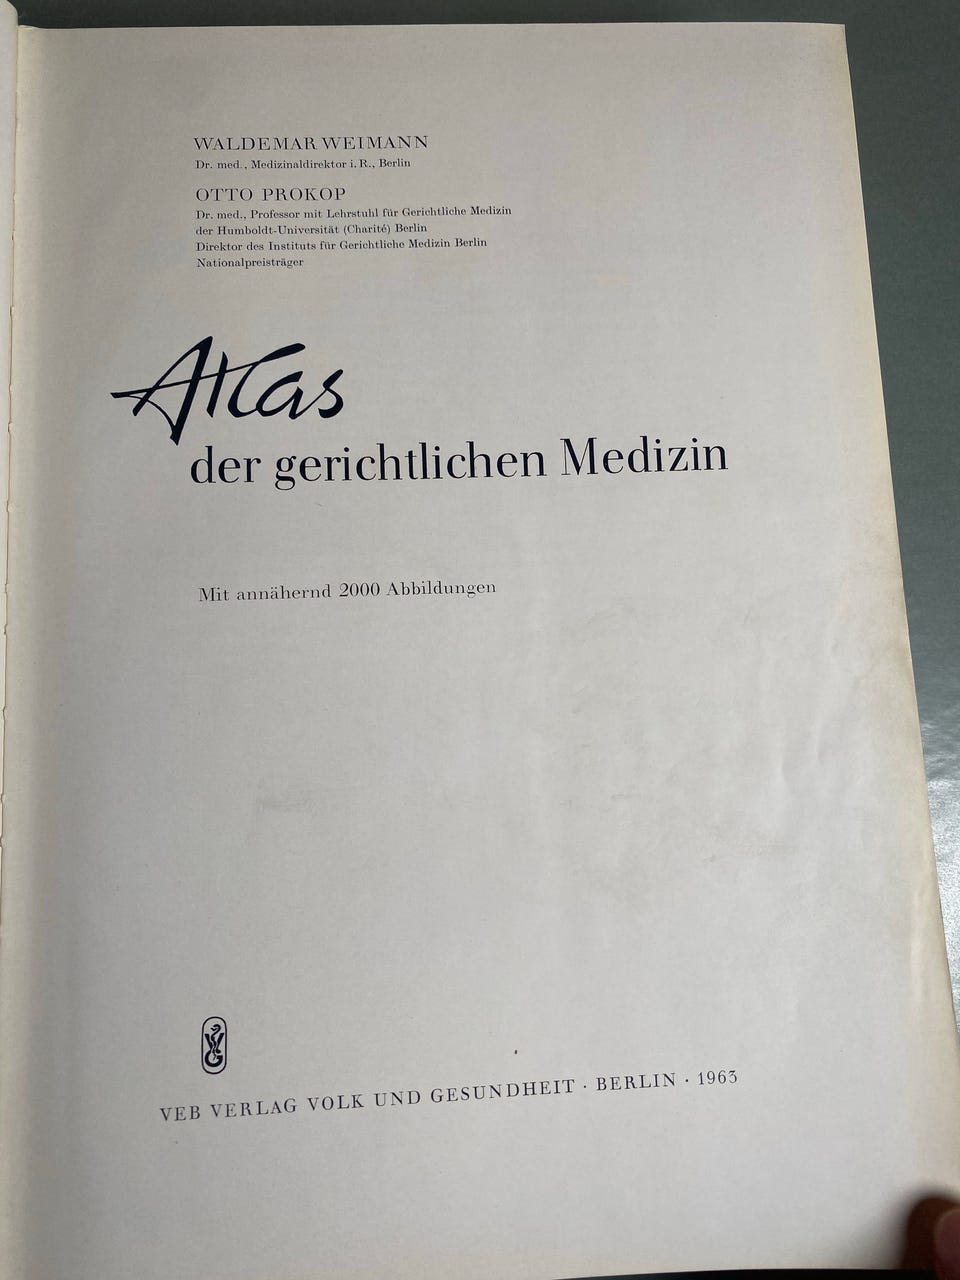 WALDEMAR WEIMANN
Dr. med., Medizinaldirektor i. R., Berlin
OTTO PROKOP
Dr. med., Professor mit Lehrstuhl für Gerichtliche Medizin
der Humboldt-Universität (Charité) Berlin
Direktor des Instituts für Gerichtliche Medizin Berlin
Nationalpreisträger
Atlas
der gerichtlichen Medizin
Mit annähernd 2000 Abbildungen
VG
VEB VERLAG VOLK UND GESUNDHEIT · BERLIN · 1963